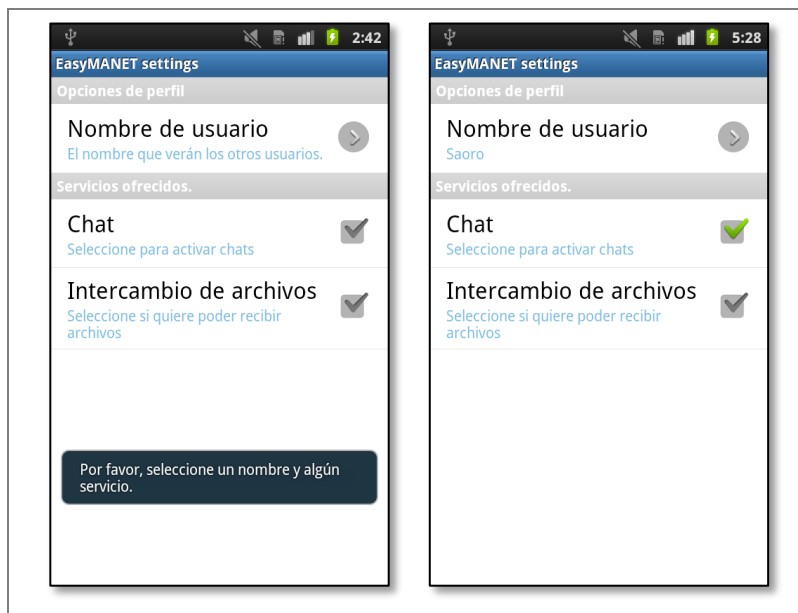 2:42
EasyMANET settings
Opciones de perfil
Nombre de usuario
El nombre que verán los otros usuarios.
Servicios ofrecidos.
Chat
Seleccione para activar chats
Intercambio de archivos
Seleccione si quiere poder recibir
archivos
Por favor, seleccione un nombre y algún
servicio.
5:28
EasyMANET settings
Opciones de perfil
Nombre de usuario
Saoro
Servicios ofrecidos.
Chat
Seleccione para activar chats
Intercambio de archivos
Seleccione si quiere poder recibir
archivos